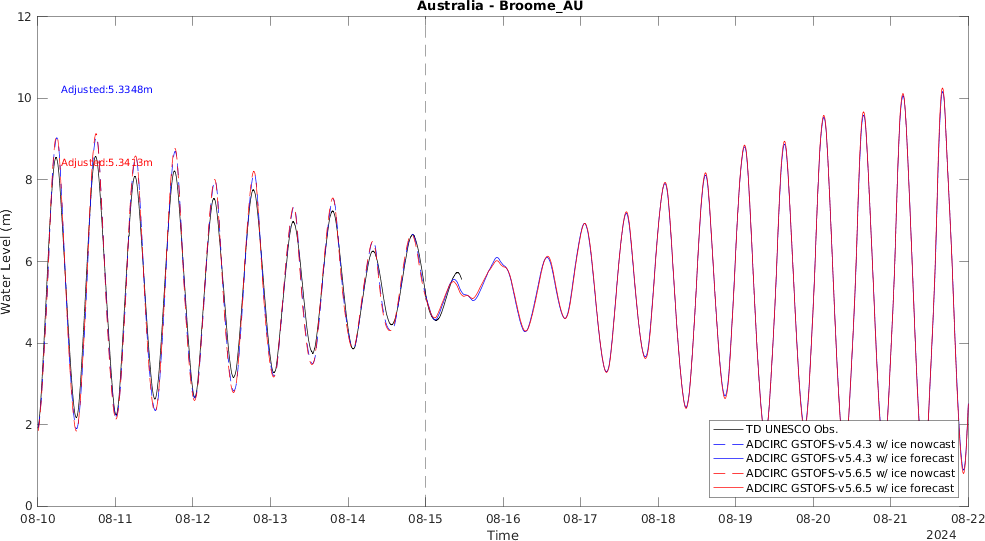 Australia - Broome_AU
12
10
8
6
4
2
0
Water Level (m)
Adjusted:5.3348m
Adjusted:5.3413m
TD UNESCO Obs.
ADCIRC GSTOFS-v5.4.3 w/ ice nowcast
ADCIRC GSTOFS-v5.4.3 w/ ice forecast
ADCIRC GSTOFS-v5.6.5 w/ ice nowcast
ADCIRC GSTOFS-v5.6.5 w/ ice forecast
08-10 08-11 08-12 08-13 08-14 08-15 08-16 08-17 08-18 08-19 08-20 08-21 08-22
Time
2024